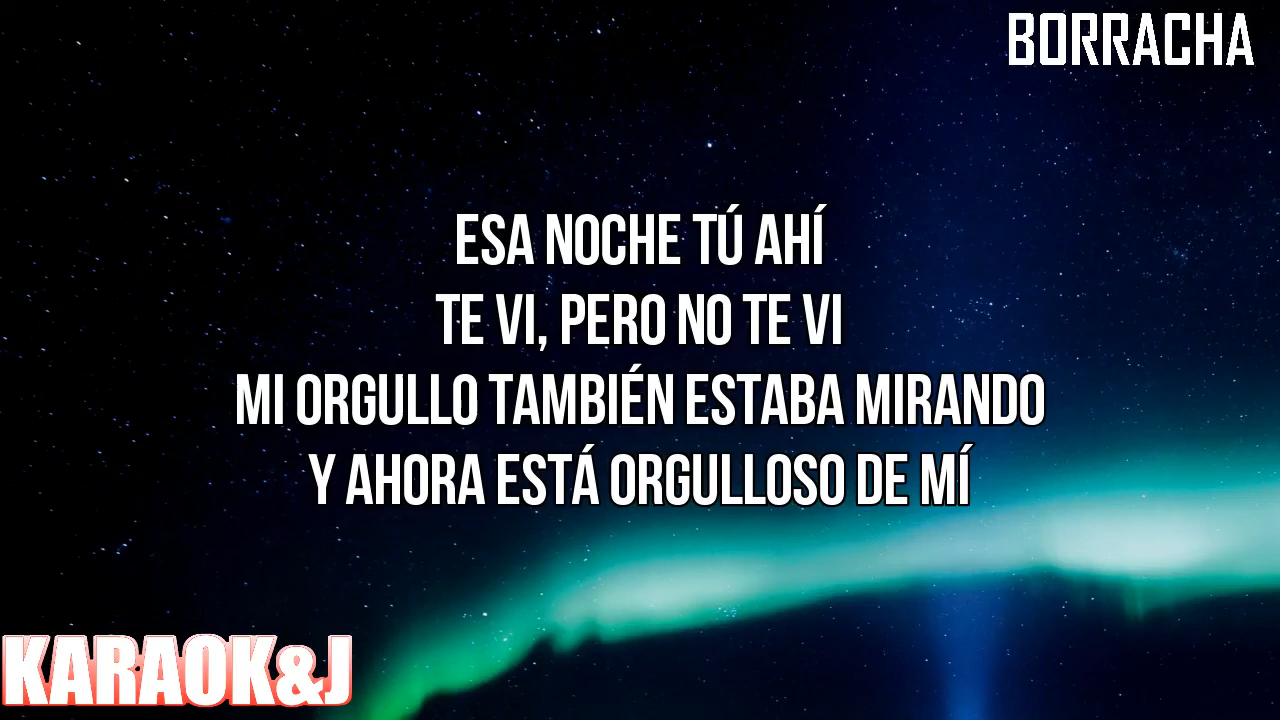 BORRACHA
ESA NOCHE TÚ AHÍ
TE VI, PERO NO TE VI
MI ORGULLO TAMBIÉN ESTABA MIRANDO
Y AHORA ESTÁ ORGULLOSO DE MÍ
KARAOK&J